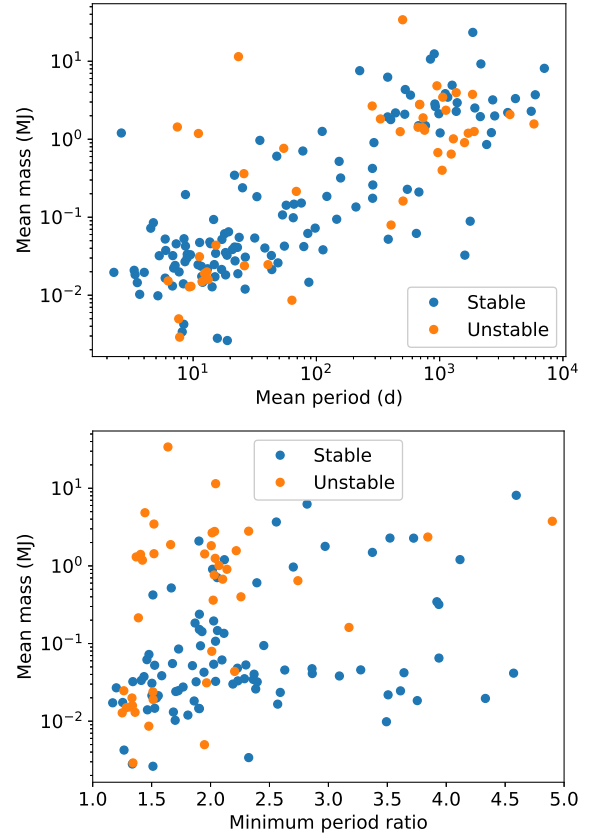 10¹
10⁰
10⁻¹
10⁻²
Mean mass (MJ)
Stable
Unstable
10¹ 10² 10³ 10⁴
Mean period (d)
Stable
Unstable
10¹
10⁰
10⁻¹
10⁻²
Mean mass (MJ)
1.0 1.5 2.0 2.5 3.0 3.5 4.0 4.5 5.0
Minimum period ratio